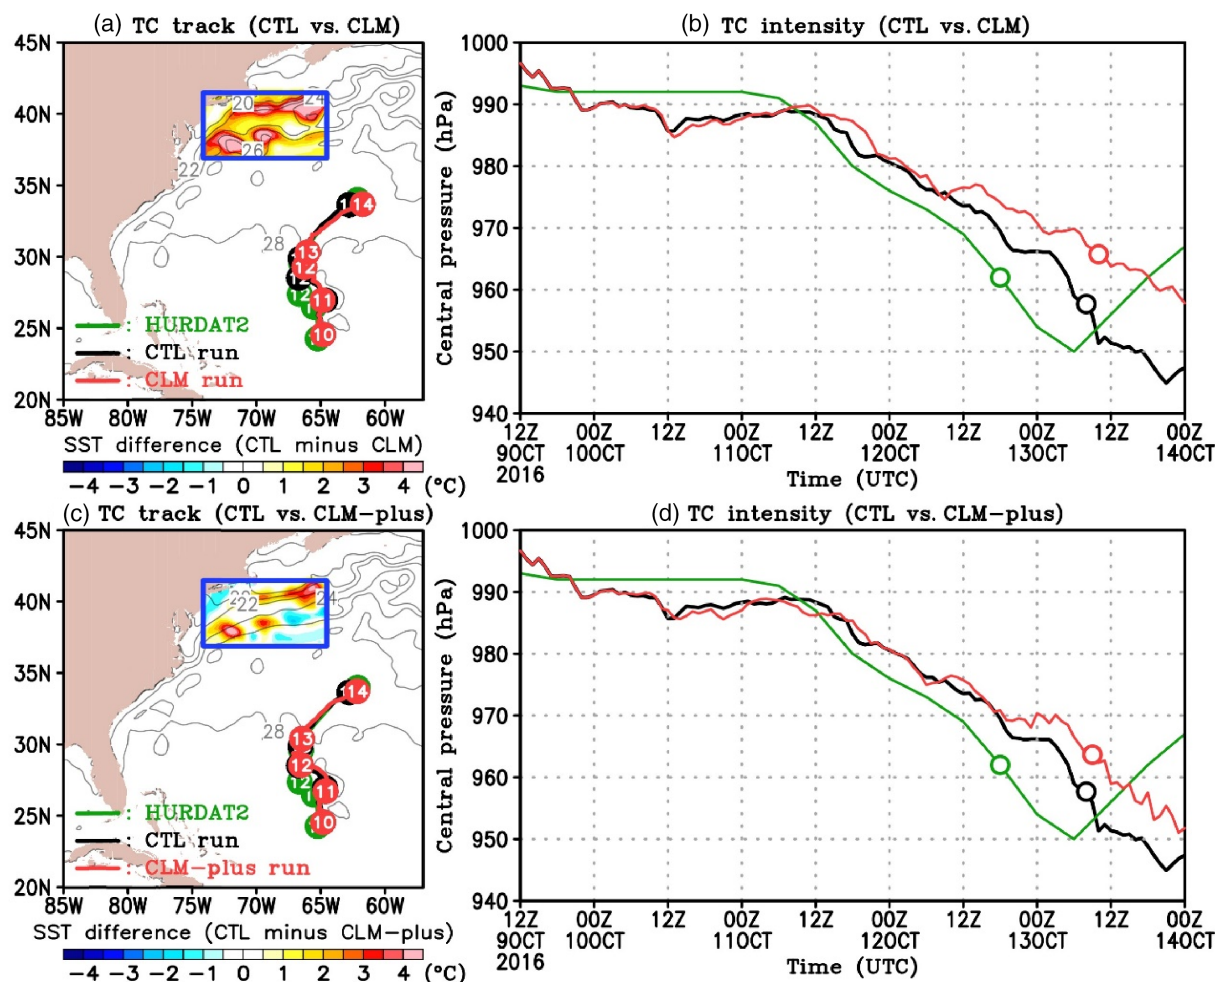 (a) TC track (CTL vs. CLM)
45N
40N
35N
30N
25N
20N
20
24
26
22
28
14
13
12
12
12
11
10
: HURDAT2
: CTL run
: CLM run
85W 80W 75W 70W 65W 60W
SST difference (CTL minus CLM)
−4 −3 −2 −1 0 1 2 3 4 (°C)
(b) TC intensity (CTL vs. CLM)
Central pressure (hPa)
1000
990
980
970
960
950
940
12Z 00Z 12Z 00Z 12Z 00Z 12Z 00Z 12Z 00Z
9OCT 10OCT 11OCT 12OCT 13OCT 14OCT
2016
Time (UTC)
(c) TC track (CTL vs. CLM−plus)
45N
40N
35N
30N
25N
20N
22
24
28
14
13
12
12
11
10
: HURDAT2
: CTL run
: CLM−plus run
85W 80W 75W 70W 65W 60W
SST difference (CTL minus CLM−plus)
−4 −3 −2 −1 0 1 2 3 4 (°C)
(d) TC intensity (CTL vs. CLM−plus)
Central pressure (hPa)
1000
990
980
970
960
950
940
12Z 00Z 12Z 00Z 12Z 00Z 12Z 00Z 12Z 00Z
9OCT 10OCT 11OCT 12OCT 13OCT 14OCT
2016
Time (UTC)